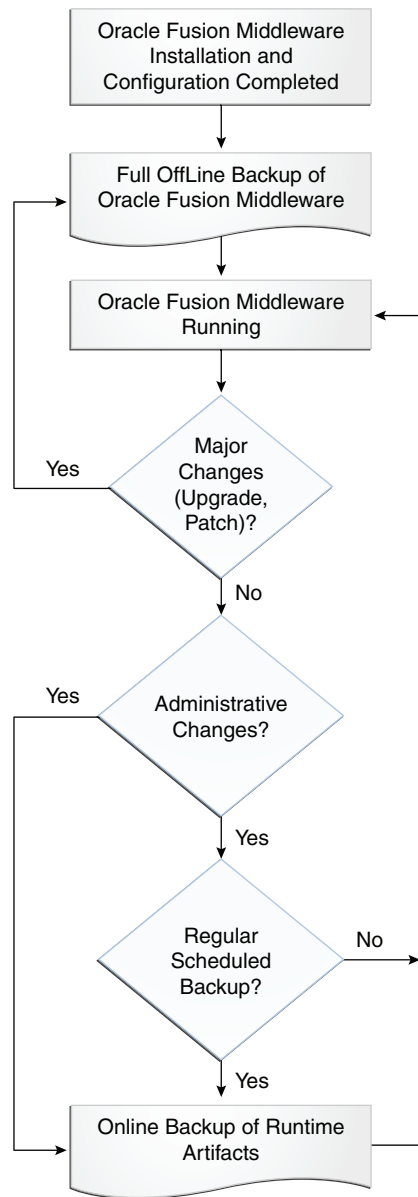 Oracle Fusion Middleware
Installation and
Configuration Completed
Full OffLine Backup of
Oracle Fusion Middleware
Oracle Fusion Middleware
Running
Major
Changes
(Upgrade,
Patch)?
Yes
No
Yes
Administrative
Changes?
Yes
Regular
Scheduled
Backup?
No
Yes
Online Backup of Runtime
Artifacts